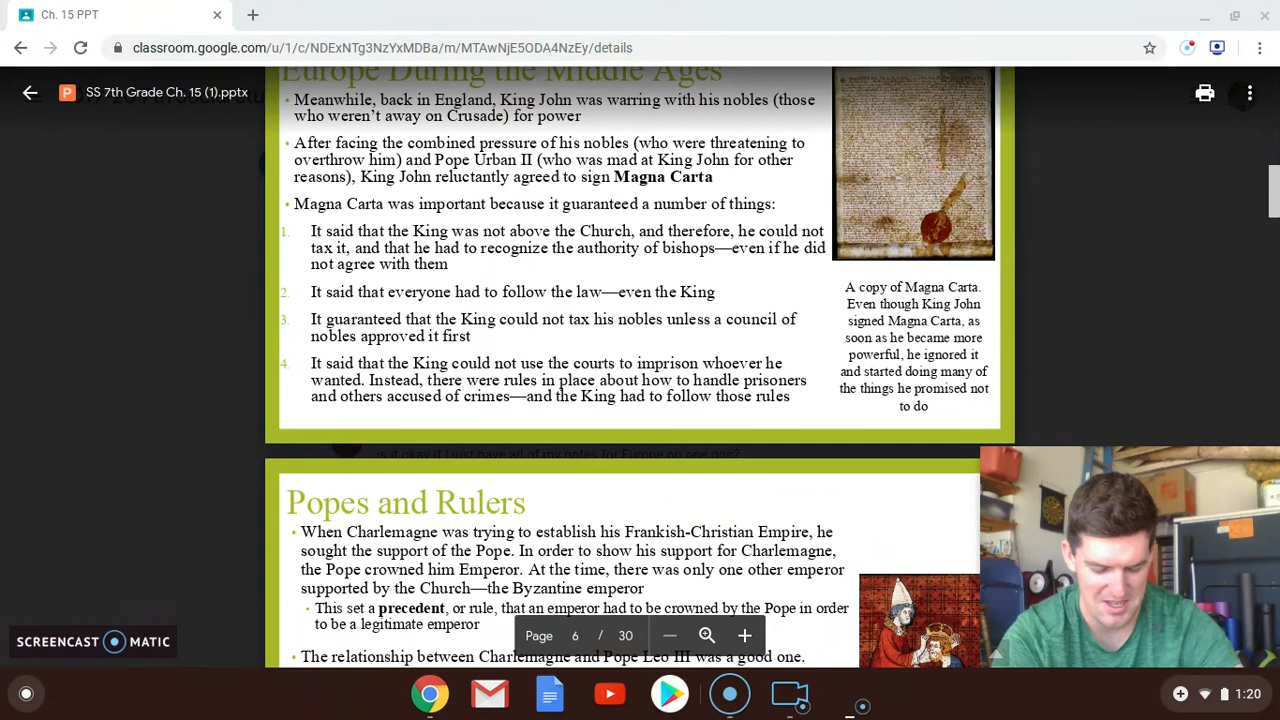 Ch. 15 PPT
classroom.google.com/u/1/c/NDExNTg3NzYxMDBa/m/MTAwNjE5ODA4NzEy/details
SS 7th Grade Ch. 15 (1).pptx
Europe During the Middle Ages
• Meanwhile, back in England, King John was warring with his nobles (those
who weren't away on Crusade) for power
• After facing the combined pressure of his nobles (who were threatening to
overthrow him) and Pope Urban II (who was mad at King John for other
reasons), King John reluctantly agreed to sign Magna Carta
• Magna Carta was important because it guaranteed a number of things:
1. It said that the King was not above the Church, and therefore, he could not
tax it, and that he had to recognize the authority of bishops—even if he did
not agree with them
2. It said that everyone had to follow the law—even the King
3. It guaranteed that the King could not tax his nobles unless a council of
nobles approved it first
4. It said that the King could not use the courts to imprison whoever he
wanted. Instead, there were rules in place about how to handle prisoners
and others accused of crimes—and the King had to follow those rules
A copy of Magna Carta.
Even though King John
signed Magna Carta, as
soon as he became more
powerful, he ignored it
and started doing many of
the things he promised not
to do
is it okay if I just have all of my notes for Europe on one doc?
Popes and Rulers
• When Charlemagne was trying to establish his Frankish-Christian Empire, he
sought the support of the Pope. In order to show his support for Charlemagne,
the Pope crowned him Emperor. At the time, there was only one other emperor
supported by the Church—the Byzantine emperor
• This set a precedent, or rule, that an emperor had to be crowned by the Pope in order
to be a legitimate emperor
• The relationship between Charlemagne and Pope Leo III was a good one.
Page 6 / 30
SCREENCAST MATIC
1:20